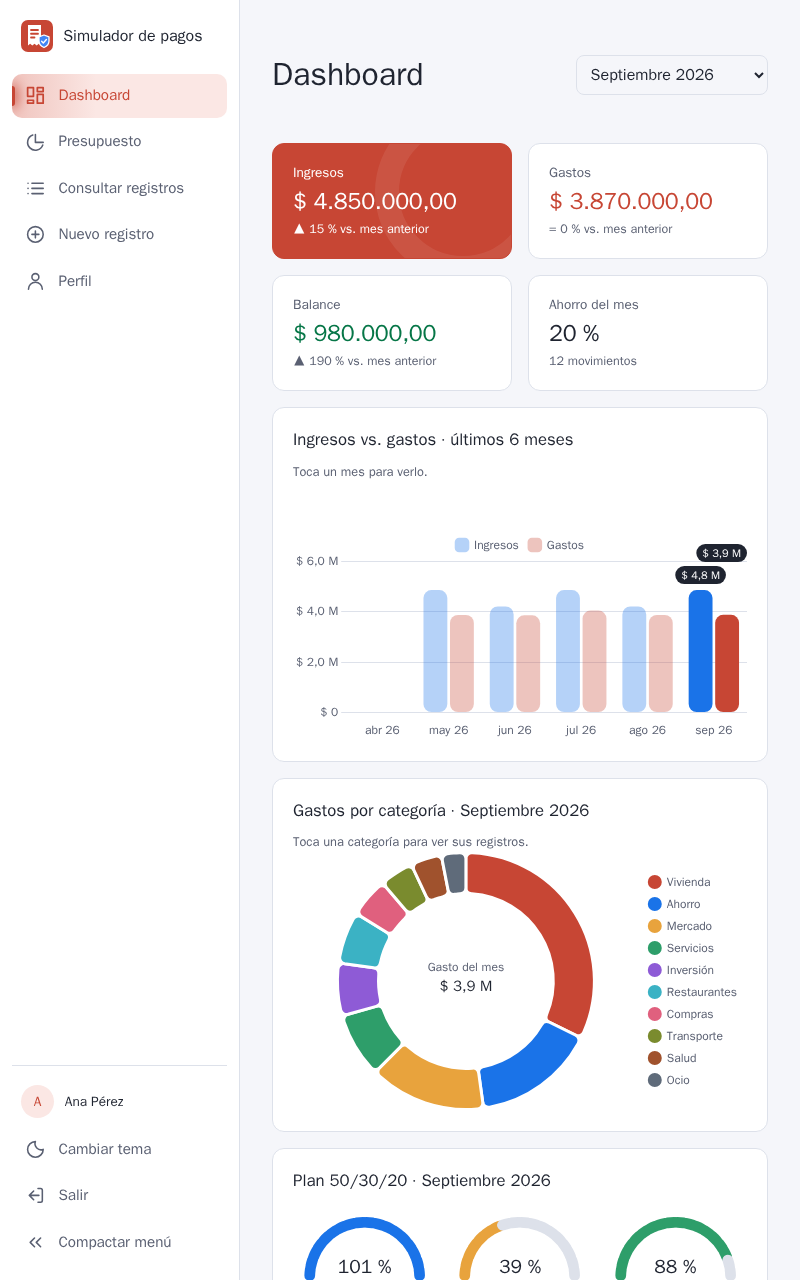 Simulador de pagos
Dashboard
Presupuesto
Consultar registros
Nuevo registro
Perfil
A
Ana Pérez
Cambiar tema
Salir
Compactar menú
Dashboard
Septiembre 2026
Ingresos
$ 4.850.000,00
▲ 15 % vs. mes anterior
Gastos
$ 3.870.000,00
= 0 % vs. mes anterior
Balance
$ 980.000,00
▲ 190 % vs. mes anterior
Ahorro del mes
20 %
12 movimientos
Ingresos vs. gastos · últimos 6 meses
Toca un mes para verlo.
Ingresos
Gastos
$ 3,9 M
$ 4,8 M
$ 6,0 M
$ 4,0 M
$ 2,0 M
$ 0
abr 26
may 26
jun 26
jul 26
ago 26
sep 26
Gastos por categoría · Septiembre 2026
Toca una categoría para ver sus registros.
Gasto del mes
$ 3,9 M
Vivienda
Ahorro
Mercado
Servicios
Inversión
Restaurantes
Compras
Transporte
Salud
Ocio
Plan 50/30/20 · Septiembre 2026
101 %
39 %
88 %